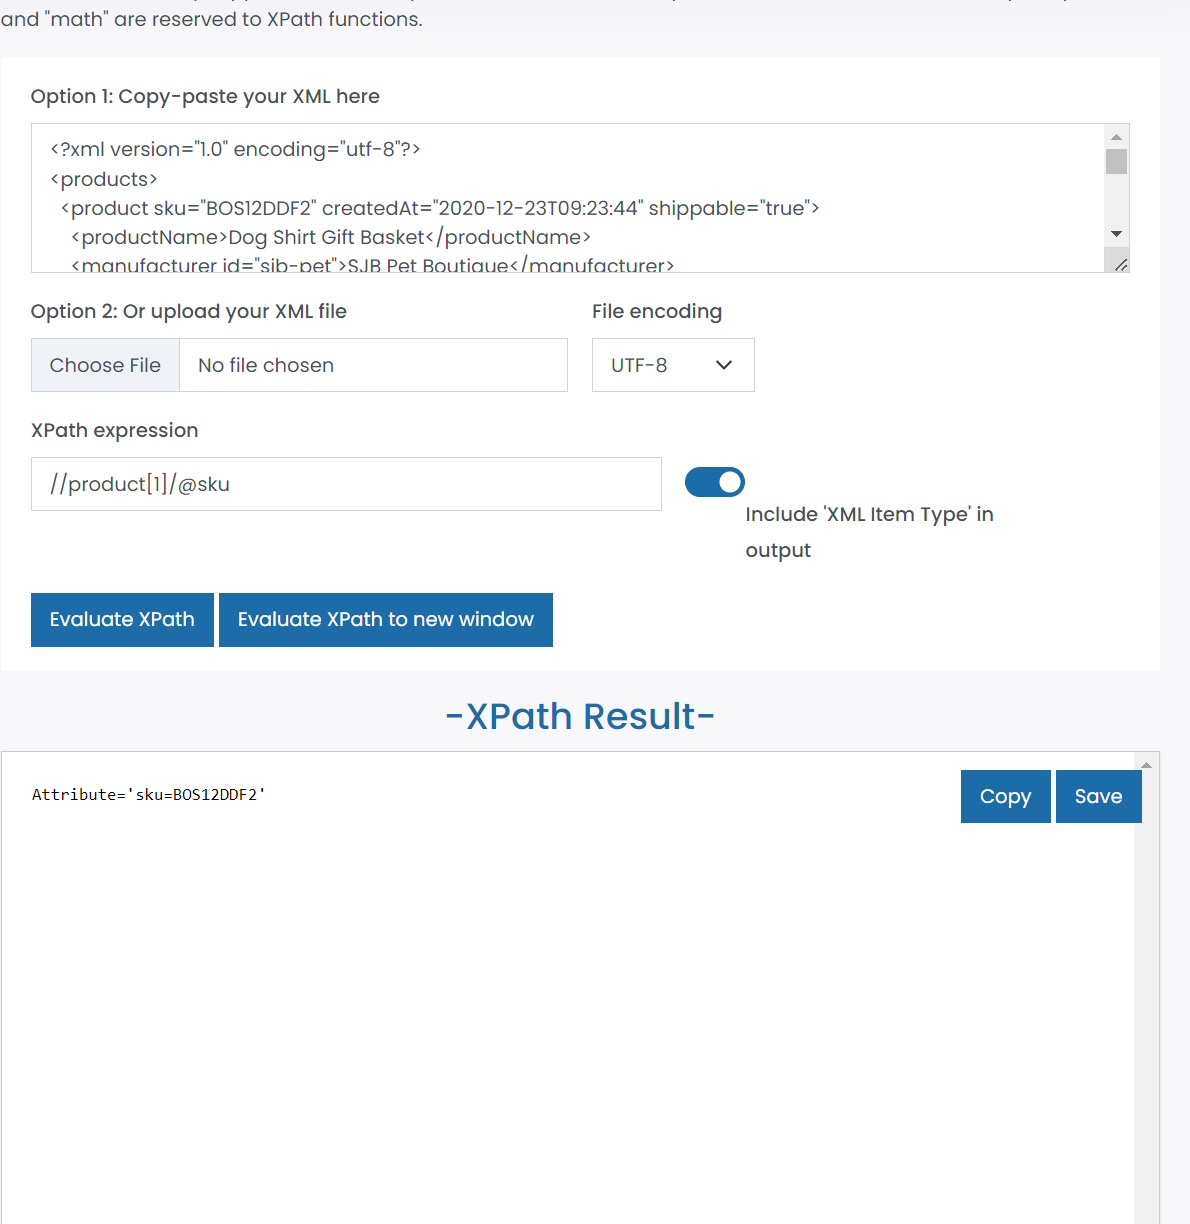 and "math" are reserved to XPath functions.
Option 1: Copy-paste your XML here
<?xml version="1.0" encoding="utf-8"?>
<products>
<product sku="BOS12DDF2" createdAt="2020-12-23T09:23:44" shippable="true">
<productName>Dog Shirt Gift Basket</productName>
<manufacturer id="sjb-pet">SJB Pet Boutique</manufacturer>
Option 2: Or upload your XML file
File encoding
Choose File No file chosen
UTF-8
XPath expression
//product[1]/@sku
Include 'XML Item Type' in
output
Evaluate XPath
Evaluate XPath to new window
-XPath Result-
Attribute='sku=BOS12DDF2'
Copy
Save